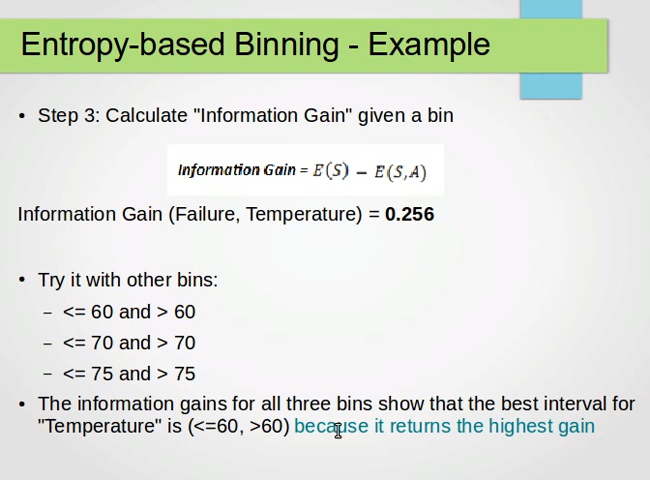 Entropy-based Binning - Example
• Step 3: Calculate "Information Gain" given a bin
Information Gain = E(S) – E(S,A)
Information Gain (Failure, Temperature) = 0.256
• Try it with other bins:
– <= 60 and > 60
– <= 70 and > 70
– <= 75 and > 75
• The information gains for all three bins show that the best interval for
"Temperature" is (<=60, >60) because it returns the highest gain